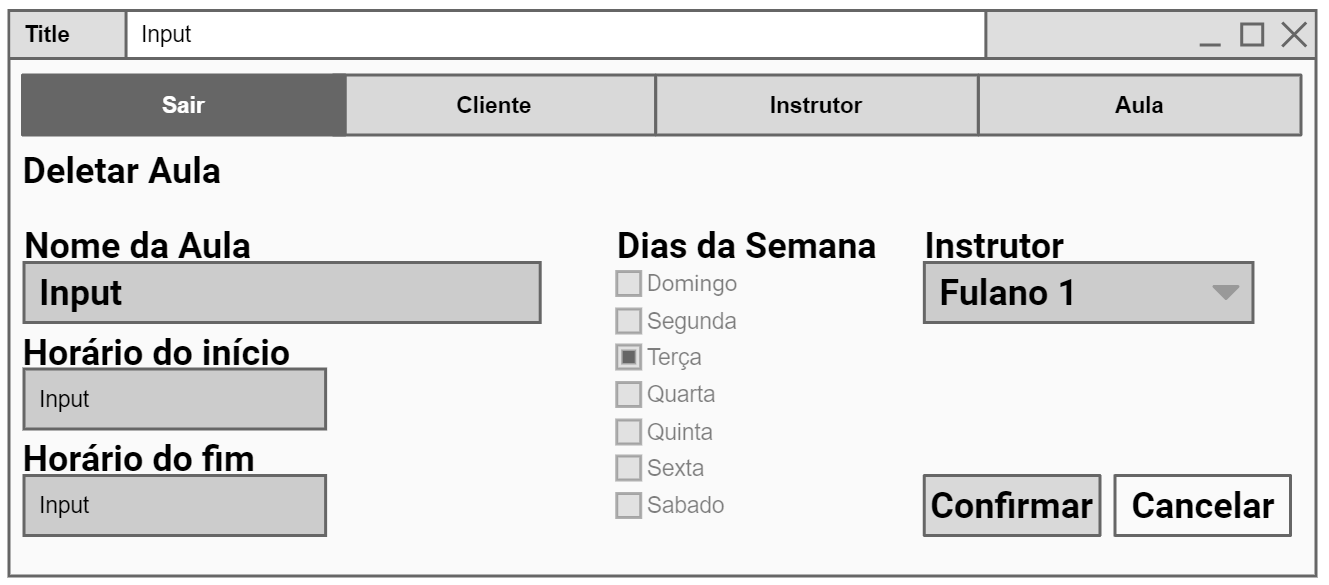 Title Input
Sair Cliente Instrutor Aula
Deletar Aula
Nome da Aula
Input
Horário do início
Input
Horário do fim
Input
Dias da Semana
Domingo
Segunda
Terça
Quarta
Quinta
Sexta
Sabado
Instrutor
Fulano 1
Confirmar Cancelar